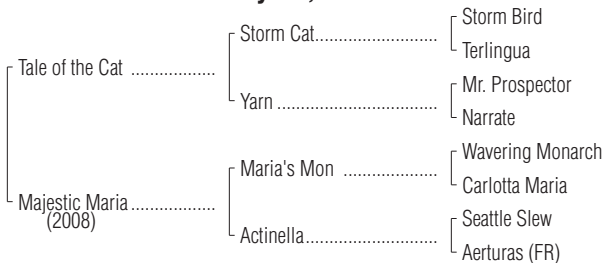 Storm Bird
Storm Cat....................................
Terlingua
Tale of the Cat ..................
Mr. Prospector
Yarn ..................................
Narrate
Wavering Monarch
Maria's Mon .....................
Carlotta Maria
Majestic Maria..................
(2008)
Seattle Slew
Actinella..............................
Aerturas (FR)